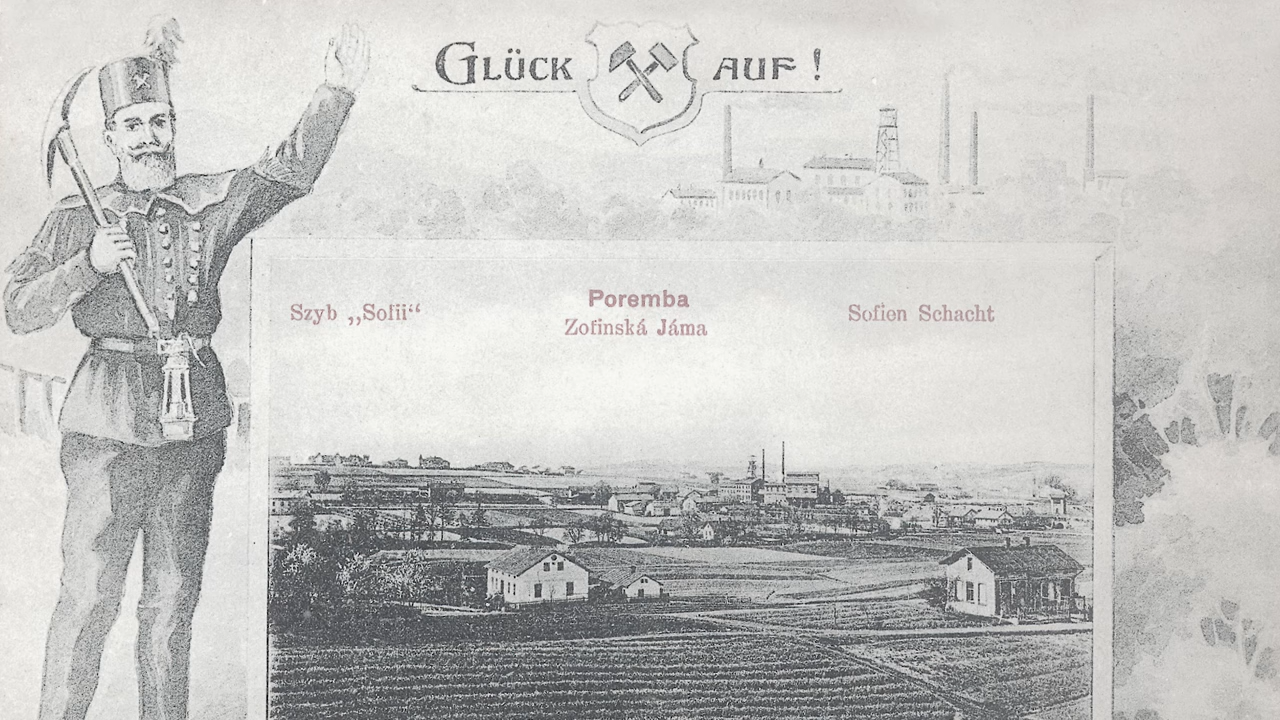 GLÜCK AUF!
Poremba
Szyb „Sofii“
Zofinská Jáma
Sofien Schacht